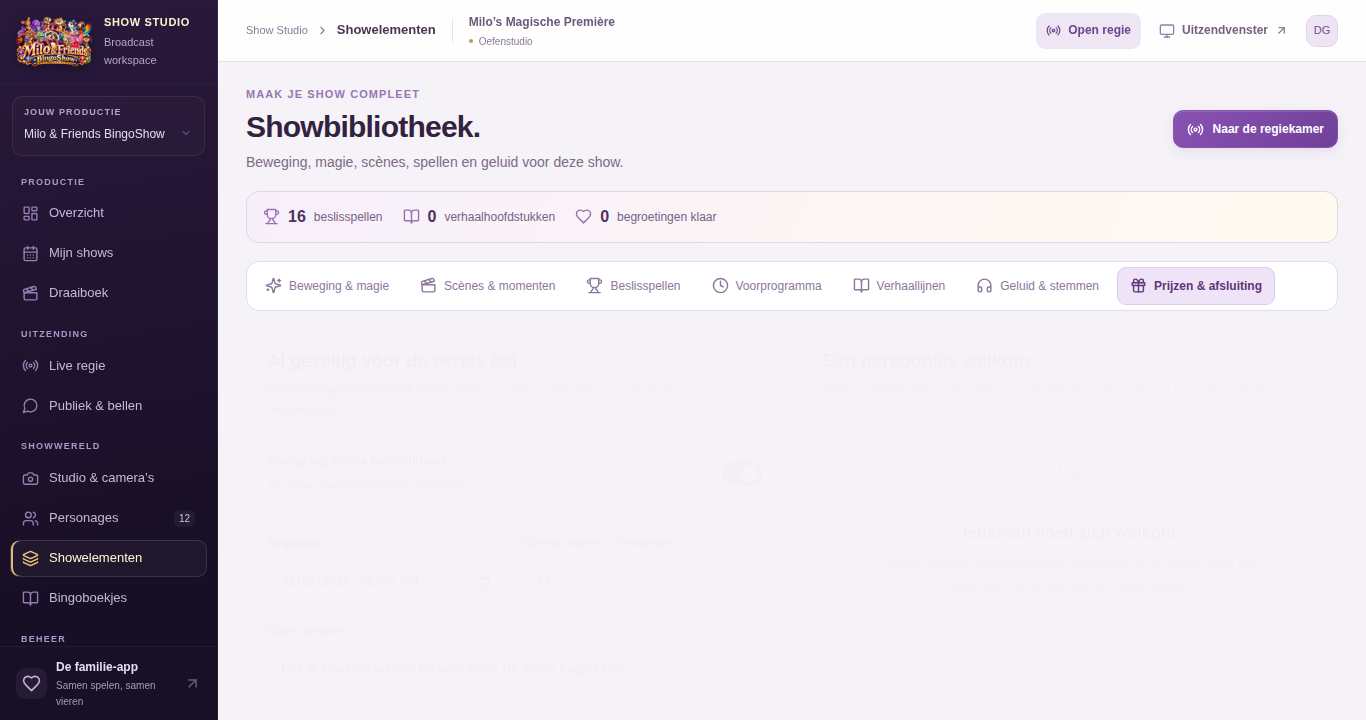 Milo & Friends
BingoShow
SHOW STUDIO
Broadcast
workspace
JOUW PRODUCTIE
Milo & Friends BingoShow
PRODUCTIE
Overzicht
Mijn shows
Draaiboek
UITZENDING
Live regie
Publiek & bellen
SHOWWERELD
Studio & camera's
Personages 12
Showelementen
Bingoboekjes
BEHEER
De familie-app
Samen spelen, samen
vieren
Show Studio > Showelementen
Milo's Magische Première
Oefenstudio
Open regie
Uitzendvenster
DG
MAAK JE SHOW COMPLEET
Showbibliotheek.
Beweging, magie, scènes, spellen en geluid voor deze show.
Naar de regiekamer
16 beslisspellen 0 verhaalhoofdstukken 0 begroetingen klaar
Beweging & magie Scènes & momenten Beslisspellen Voorprogramma Verhaallijnen Geluid & stemmen Prijzen & afsluiting
Al gezellig vóór de eerste bal
Een persoonlijk welkom
Voorprogramma beschikbaar
Iedereen voelt zich welkom